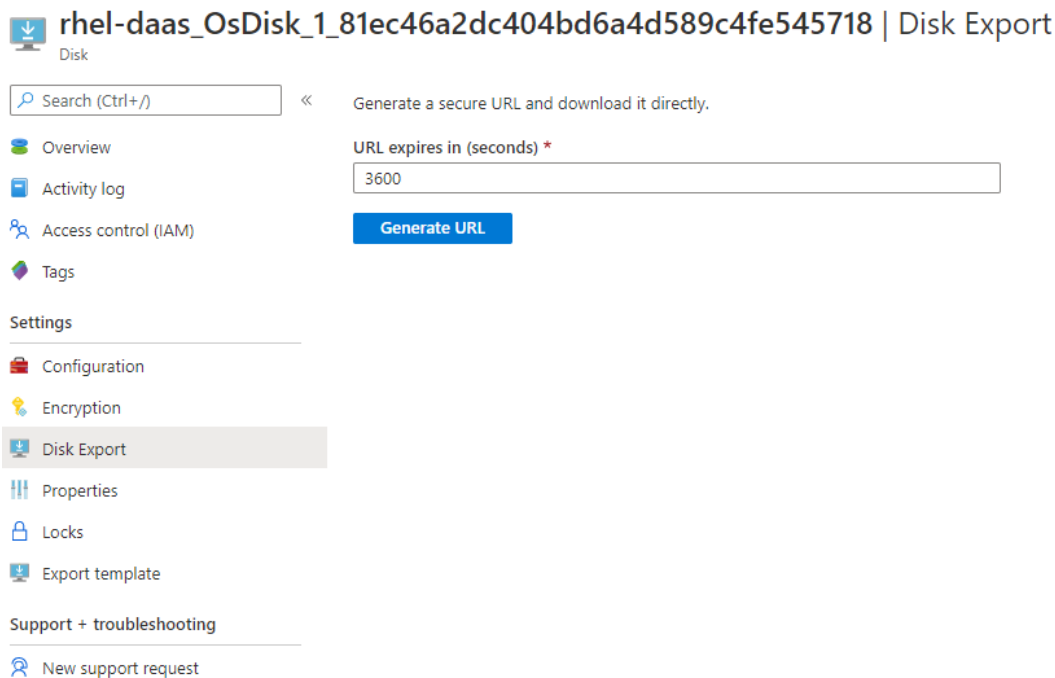 rhel-daas_OsDisk_1_81ec46a2dc404bd6a4d589c4fe545718 | Disk Export
Disk
Search (Ctrl+/)
«
Overview
Activity log
Access control (IAM)
Tags
Settings
Configuration
Encryption
Disk Export
Properties
Locks
Export template
Support + troubleshooting
New support request
Generate a secure URL and download it directly.
URL expires in (seconds) *
3600
Generate URL